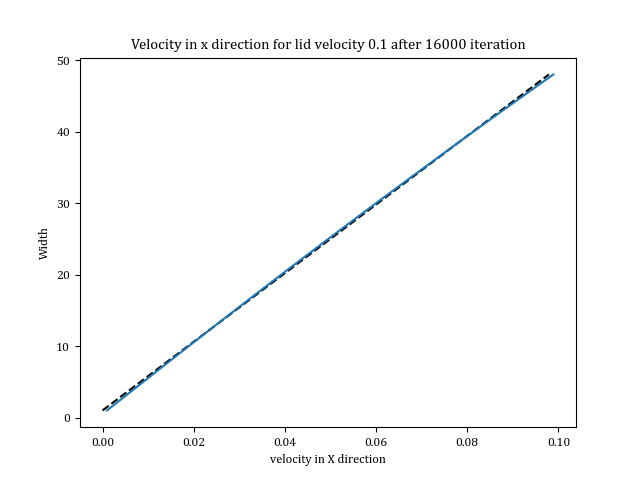 Velocity in x direction for lid velocity 0.1 after 16000 iteration
50
40
30
20
10
0
Width
0.00 0.02 0.04 0.06 0.08 0.10
velocity in X direction